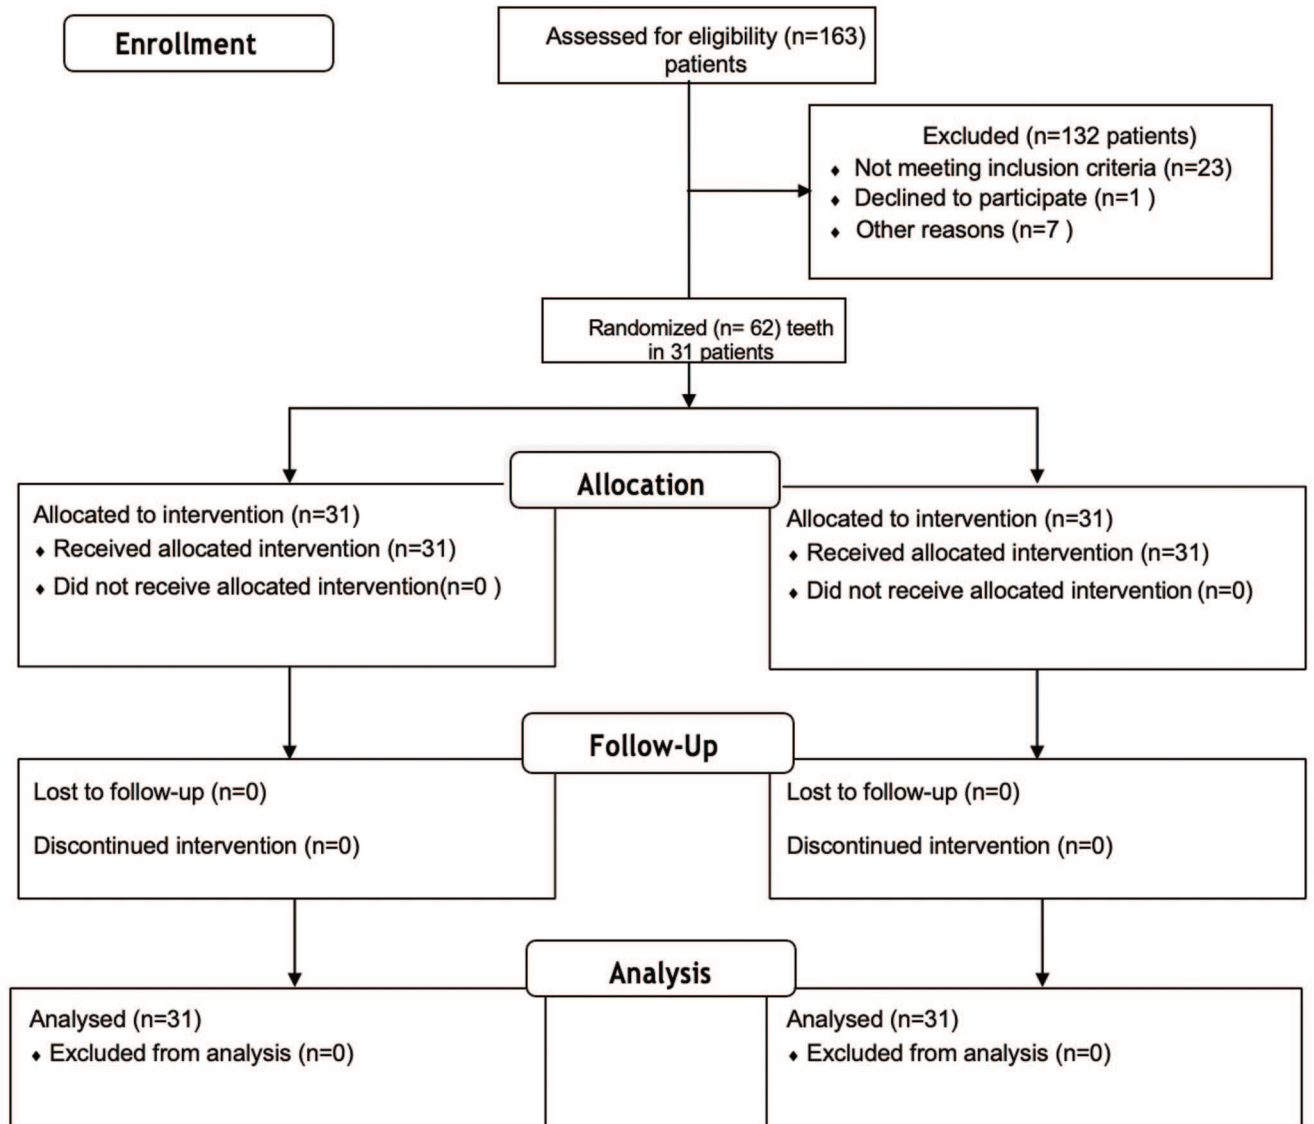 Enrollment
Assessed for eligibility (n=163)
patients
Excluded (n=132 patients)
♦ Not meeting inclusion criteria (n=23)
♦ Declined to participate (n=1 )
♦ Other reasons (n=7 )
Randomized (n= 62) teeth
in 31 patients
Allocation
Allocated to intervention (n=31)
♦ Received allocated intervention (n=31)
♦ Did not receive allocated intervention(n=0 )
Allocated to intervention (n=31)
♦ Received allocated intervention (n=31)
♦ Did not receive allocated intervention (n=0)
Follow-Up
Lost to follow-up (n=0)
Discontinued intervention (n=0)
Lost to follow-up (n=0)
Discontinued intervention (n=0)
Analysis
Analysed (n=31)
♦ Excluded from analysis (n=0)
Analysed (n=31)
♦ Excluded from analysis (n=0)